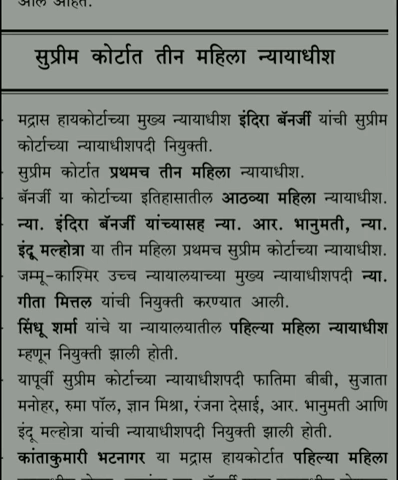 आले आहेत.
सुप्रीम कोर्टात तीन महिला न्यायाधीश
मद्रास हायकोर्टाच्या मुख्य न्यायाधीश इंदिरा बॅनर्जी यांची सुप्रीम
कोर्टाच्या न्यायाधीशपदी नियुक्ती.
सुप्रीम कोर्टात प्रथमच तीन महिला न्यायाधीश.
बॅनर्जी या कोर्टाच्या इतिहासातील आठव्या महिला न्यायाधीश.
न्या. इंदिरा बॅनर्जी यांच्यासह न्या. आर. भानुमती, न्या.
इंदू मल्होत्रा या तीन महिला प्रथमच सुप्रीम कोर्टाच्या न्यायाधीश.
जम्मू-काश्मिर उच्च न्यायालयाच्या मुख्य न्यायाधीशपदी न्या.
गीता मित्तल यांची नियुक्ती करण्यात आली.
सिंधू शर्मा यांचे या न्यायालयातील पहिल्या महिला न्यायाधीश
म्हणून नियुक्ती झाली होती.
यापूर्वी सुप्रीम कोर्टाच्या न्यायाधीशपदी फातिमा बीबी, सुजाता
मनोहर, रुमा पॉल, ज्ञान मिश्रा, रंजना देसाई, आर. भानुमती आणि
इंदू मल्होत्रा यांची नियुक्ती झाली होती.
कांताकुमारी भटनागर या मद्रास हायकोर्टात पहिल्या महिला